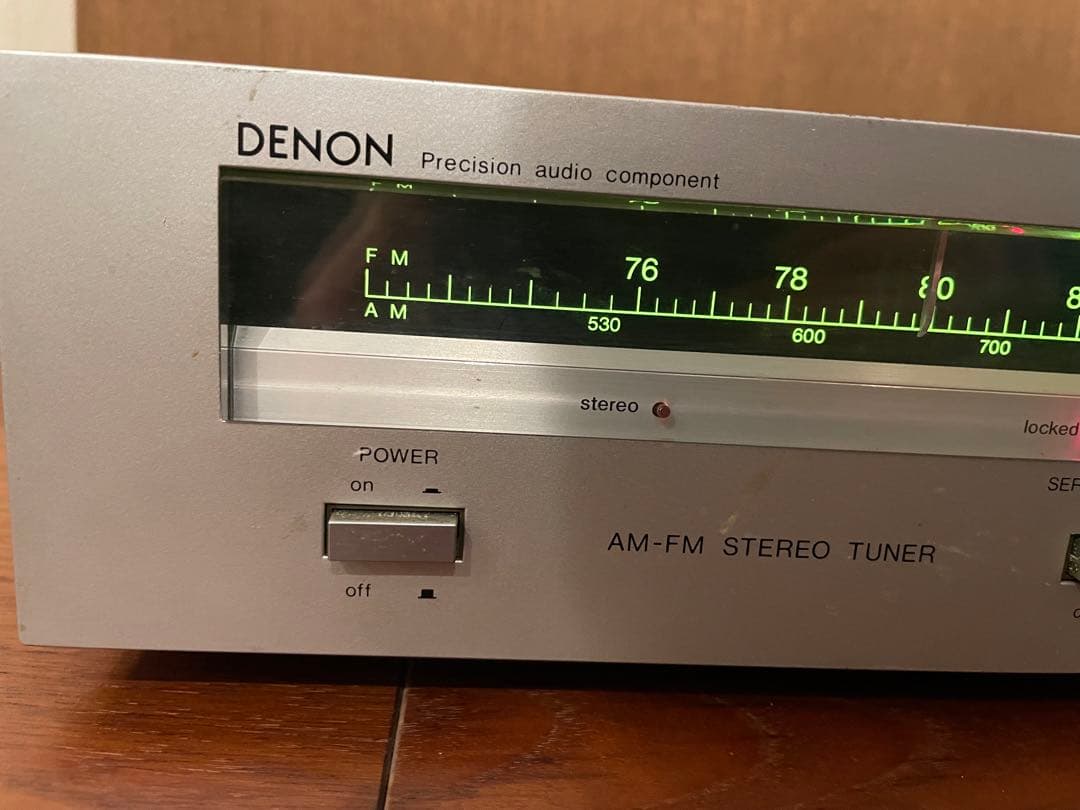 DENON Precision audio component
FM
76 78 80
AM
530 600 700
stereo
locked
POWER
on
off
AM-FM STEREO TUNER